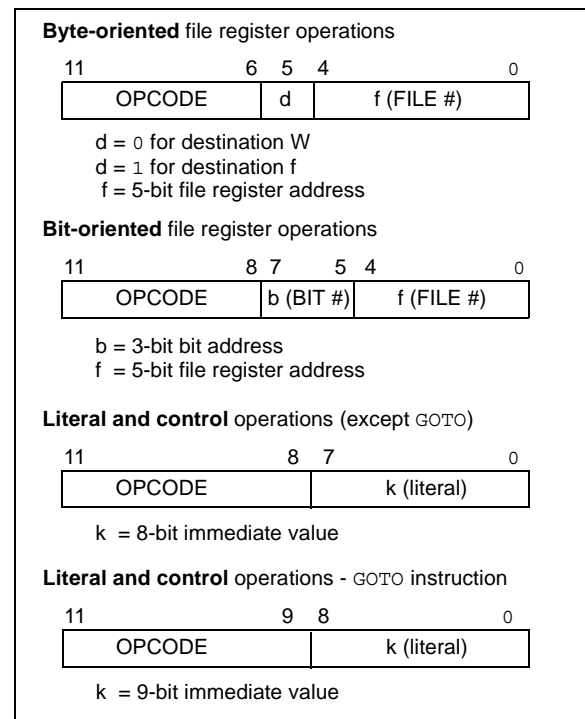 Byte-oriented file register operations
11 6 5 4 0
OPCODE d f (FILE #)
d = 0 for destination W
d = 1 for destination f
f = 5-bit file register address
Bit-oriented file register operations
11 8 7 5 4 0
OPCODE b (BIT #) f (FILE #)
b = 3-bit bit address
f = 5-bit file register address
Literal and control operations (except GOTO)
11 8 7 0
OPCODE k (literal)
k = 8-bit immediate value
Literal and control operations - GOTO instruction
11 9 8 0
OPCODE k (literal)
k = 9-bit immediate value